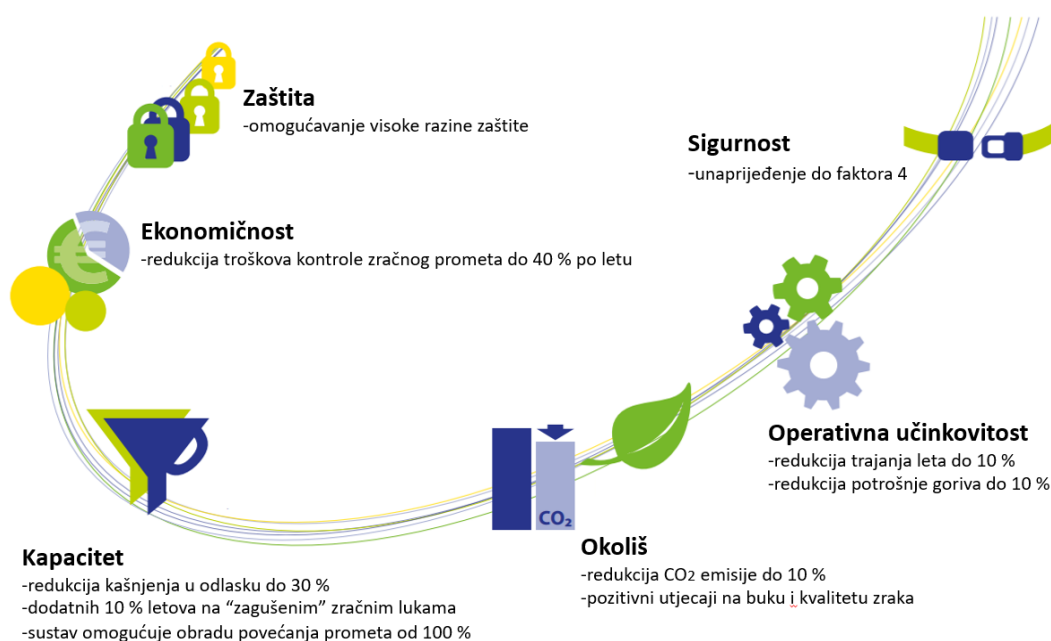 Zaštita
-omogućavanje visoke razine zaštite
Sigurnost
-unaprijeđenje do faktora 4
Ekonomičnost
-redukcija troškova kontrole zračnog prometa do 40 % po letu
€
Operativna učinkovitost
-redukcija trajanja leta do 10 %
-redukcija potrošnje goriva do 10 %
CO₂
Kapacitet
-redukcija kašnjenja u odlasku do 30 %
-dodatnih 10 % letova na “zagušenim” zračnim lukama
-sustav omogućuje obradu povećanja prometa od 100 %
Okoliš
-redukcija CO2 emisije do 10 %
-pozitivni utjecaji na buku i kvalitetu zraka